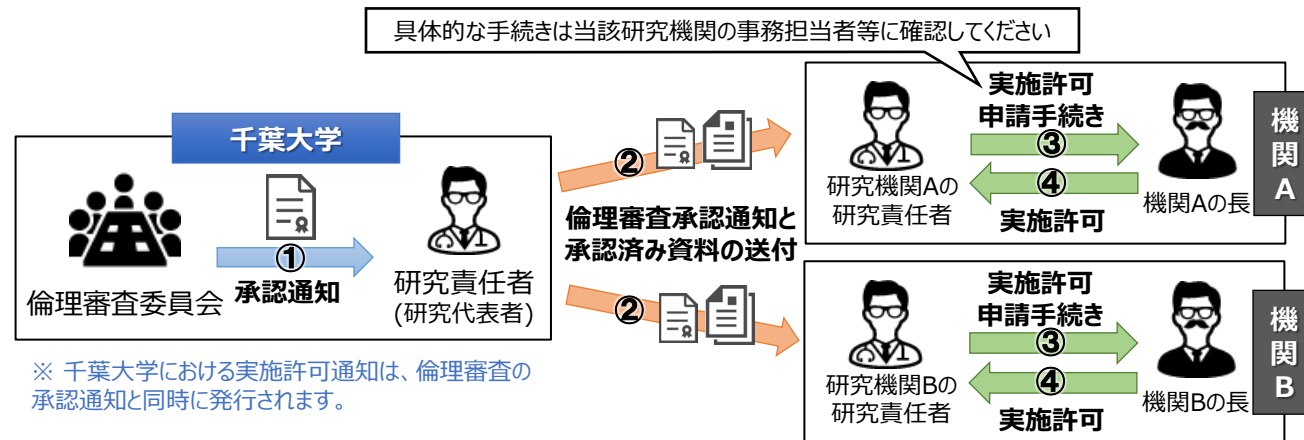 具体的な手続きは当該研究機関の事務担当者等に確認してください
千葉大学
倫理審査委員会
①
承認通知
研究責任者
(研究代表者)
※ 千葉大学における実施許可通知は、倫理審査の
承認通知と同時に発行されます。
②
倫理審査承認通知と
承認済み資料の送付
②
研究機関Aの
研究責任者
実施許可
申請手続き
③
④
実施許可
機関Aの長
機関A
研究機関Bの
研究責任者
実施許可
申請手続き
③
④
実施許可
機関Bの長
機関B